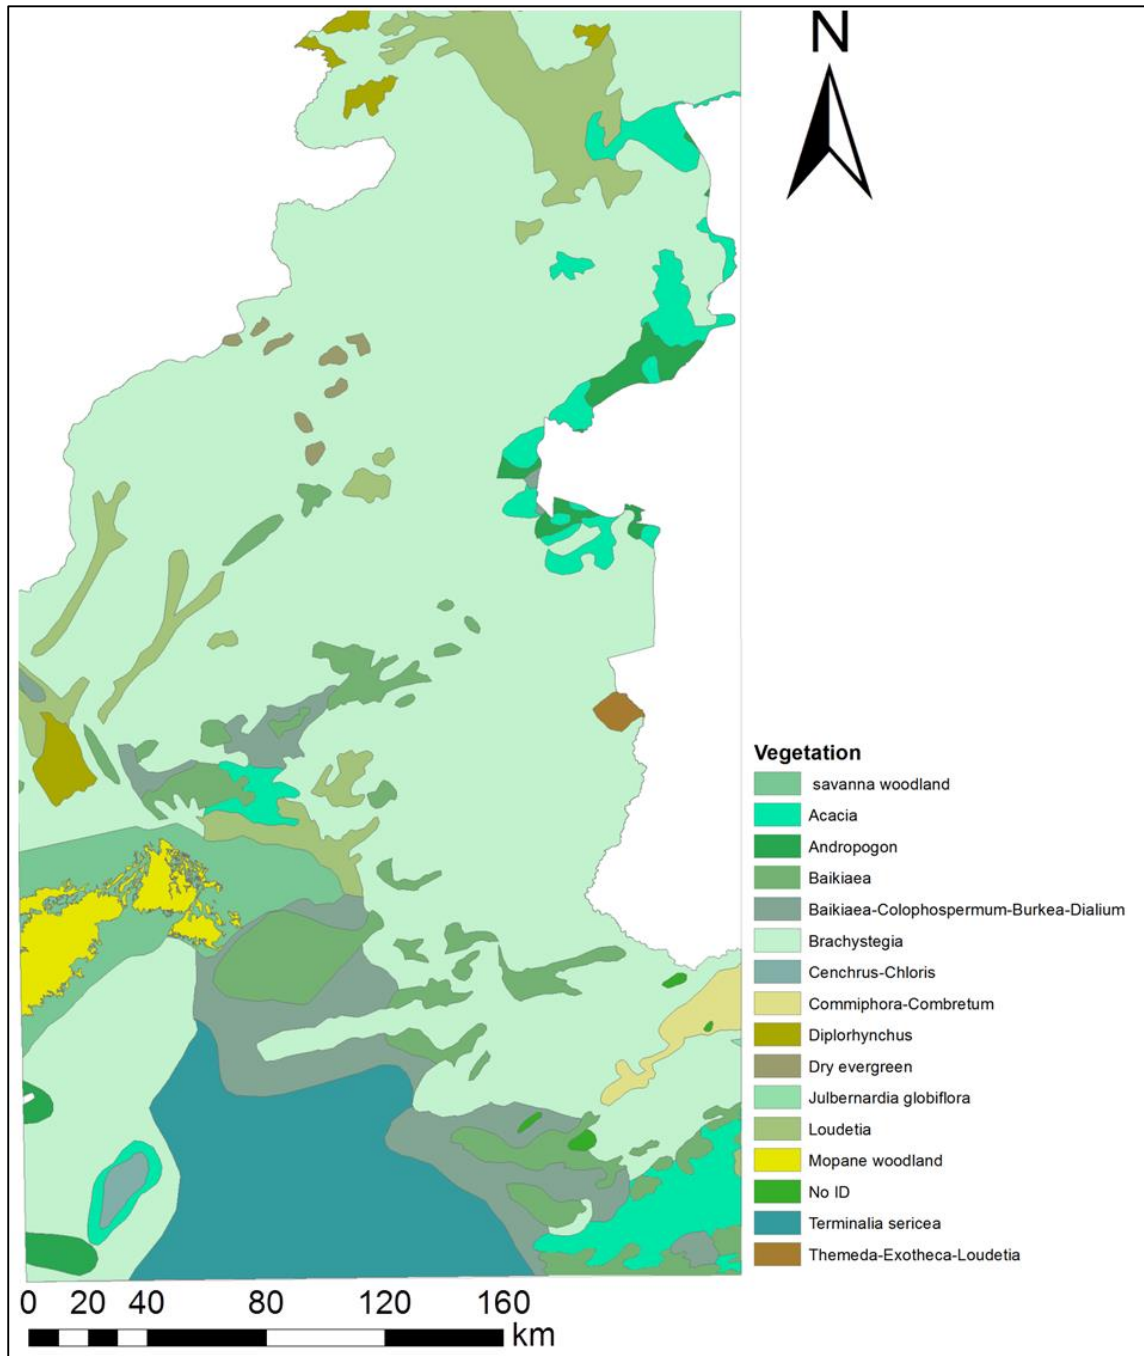 N
Vegetation
savanna woodland
Acacia
Andropogon
Baikiaea
Baikiaea-Colophospermum-Burkea-Dialium
Brachystegia
Cenchrus-Chloris
Commiphora-Combretum
Diplorhynchus
Dry evergreen
Julbernardia globiflora
Loudetia
Mopane woodland
No ID
Terminalia sericea
Themeda-Exotheca-Loudetia
0 20 40 80 120 160
km